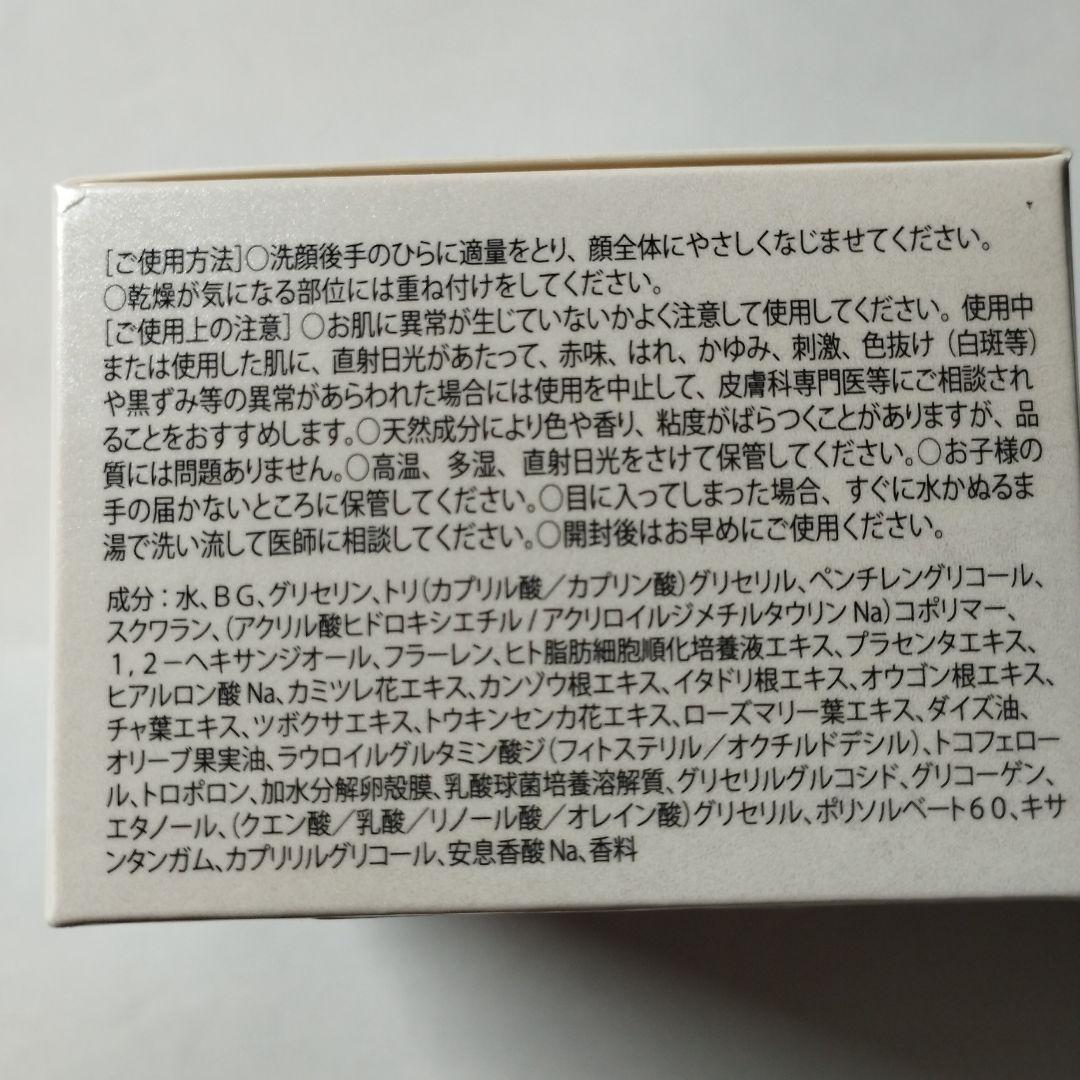 [ご使用方法]○洗顔後手のひらに適量をとり、顔全体にやさしくなじませてください。
○乾燥が気になる部位には重ね付けをしてください。
[ご使用上の注意]○お肌に異常が生じていないかよく注意して使用してください。使用中
または使用した肌に、直射日光があたって、赤味、はれ、かゆみ、刺激、色抜け（白斑等）
や黒ずみ等の異常があらわれた場合には使用を中止して、皮膚科専門医等にご相談され
ることをおすすめします。○天然成分により色や香り、粘度がばらつくことがありますが、品
質には問題ありません。○高温、多湿、直射日光をさけて保管してください。○お子様の
手の届かないところに保管してください。○目に入ってしまった場合、すぐに水かぬるま
湯で洗い流して医師に相談してください。○開封後はお早めにご使用ください。
成分：水、BG、グリセリン、トリ（カプリル酸／カプリン酸）グリセリル、ペンチレングリコール、
スクワラン、（アクリル酸ヒドロキシエチル/アクリロイルジメチルタウリンNa）コポリマー、
1,2－ヘキサンジオール、フラーレン、ヒト脂肪細胞順化培養液エキス、プラセンタエキス、
ヒアルロン酸Na、カミツレ花エキス、カンゾウ根エキス、イタドリ根エキス、オウゴン根エキス、
チャ葉エキス、ツボクサエキス、トウキンセンカ花エキス、ローズマリー葉エキス、ダイズ油、
オリーブ果実油、ラウロイルグルタミン酸ジ（フィトステリル／オクチルドデシル）、トコフェロー
ル、トロポロン、加水分解卵殻膜、乳酸球菌培養溶解質、グリセリルグルコシド、グリコーゲン、
エタノール、（クエン酸／乳酸／リノール酸／オレイン酸）グリセリル、ポリソルベート60、キサ
ンタンガム、カプリリルグリコール、安息香酸Na、香料